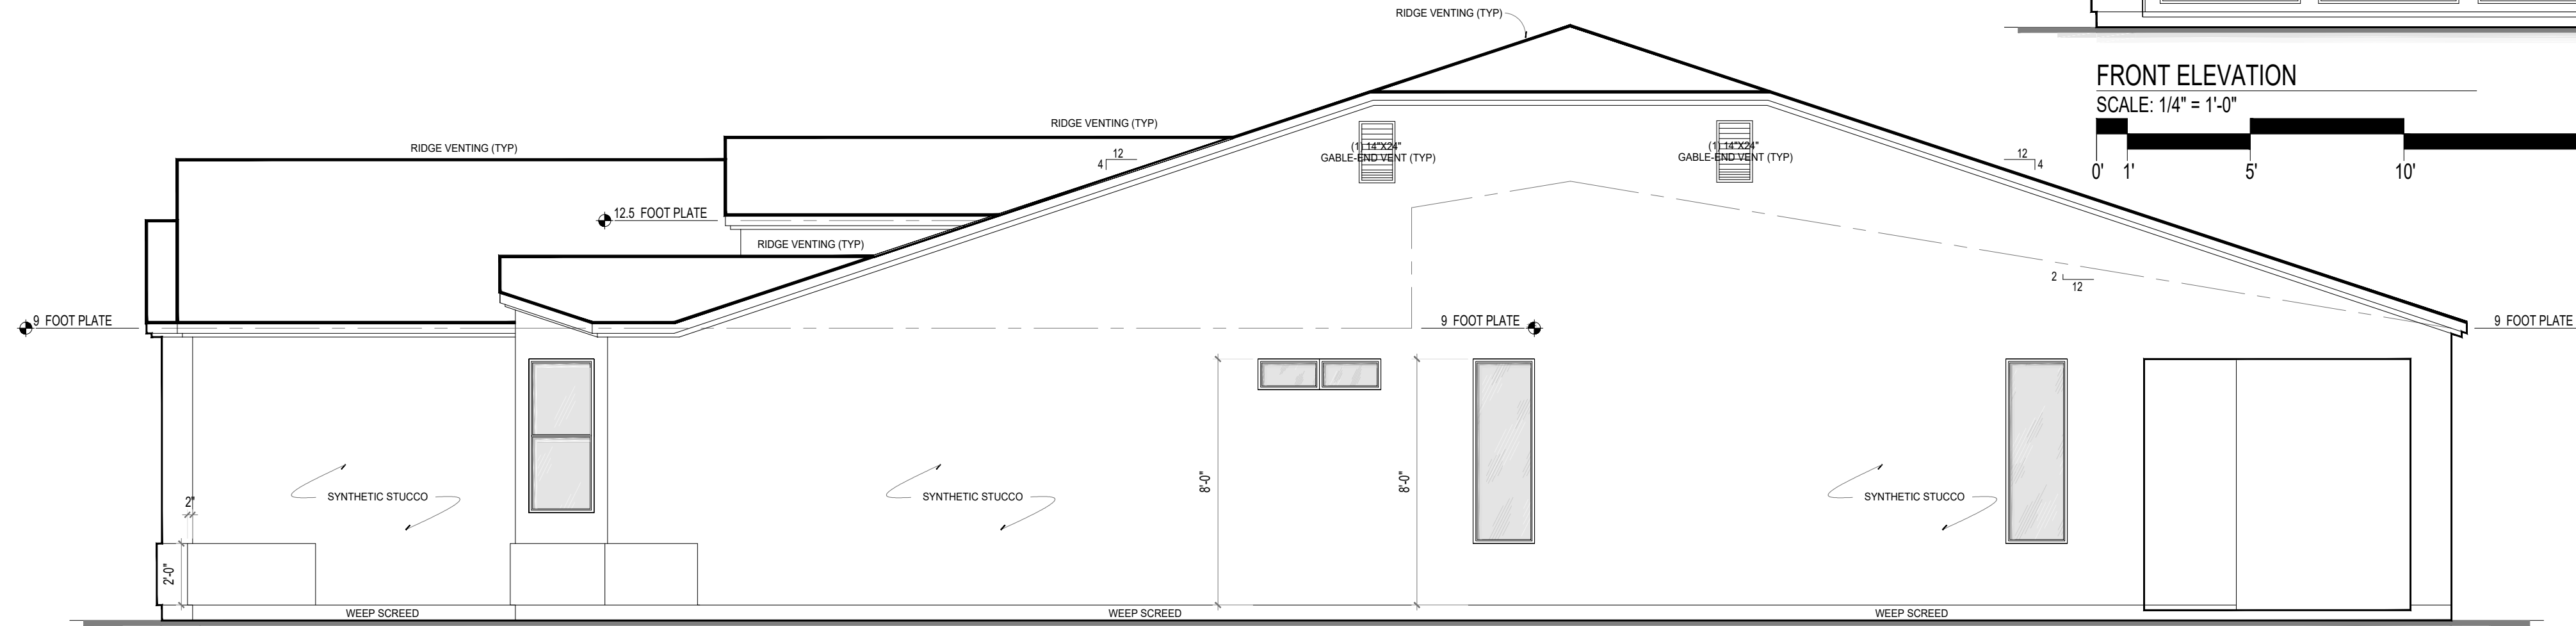 RIDGE VENTING (TYP)
FRONT ELEVATION
SCALE: 1/4" = 1'-0"
0' 1' 5' 10'
RIDGE VENTING (TYP)
RIDGE VENTING (TYP)
12
4
(1) 14"X24"
GABLE-END VENT (TYP)
(1) 14"X24"
GABLE-END VENT (TYP)
12
4
12.5 FOOT PLATE
RIDGE VENTING (TYP)
2
12
9 FOOT PLATE
9 FOOT PLATE
9 FOOT PLATE
8'-0"
8'-0"
SYNTHETIC STUCCO
SYNTHETIC STUCCO
SYNTHETIC STUCCO
2"
2'-0"
WEEP SCREED
WEEP SCREED
WEEP SCREED